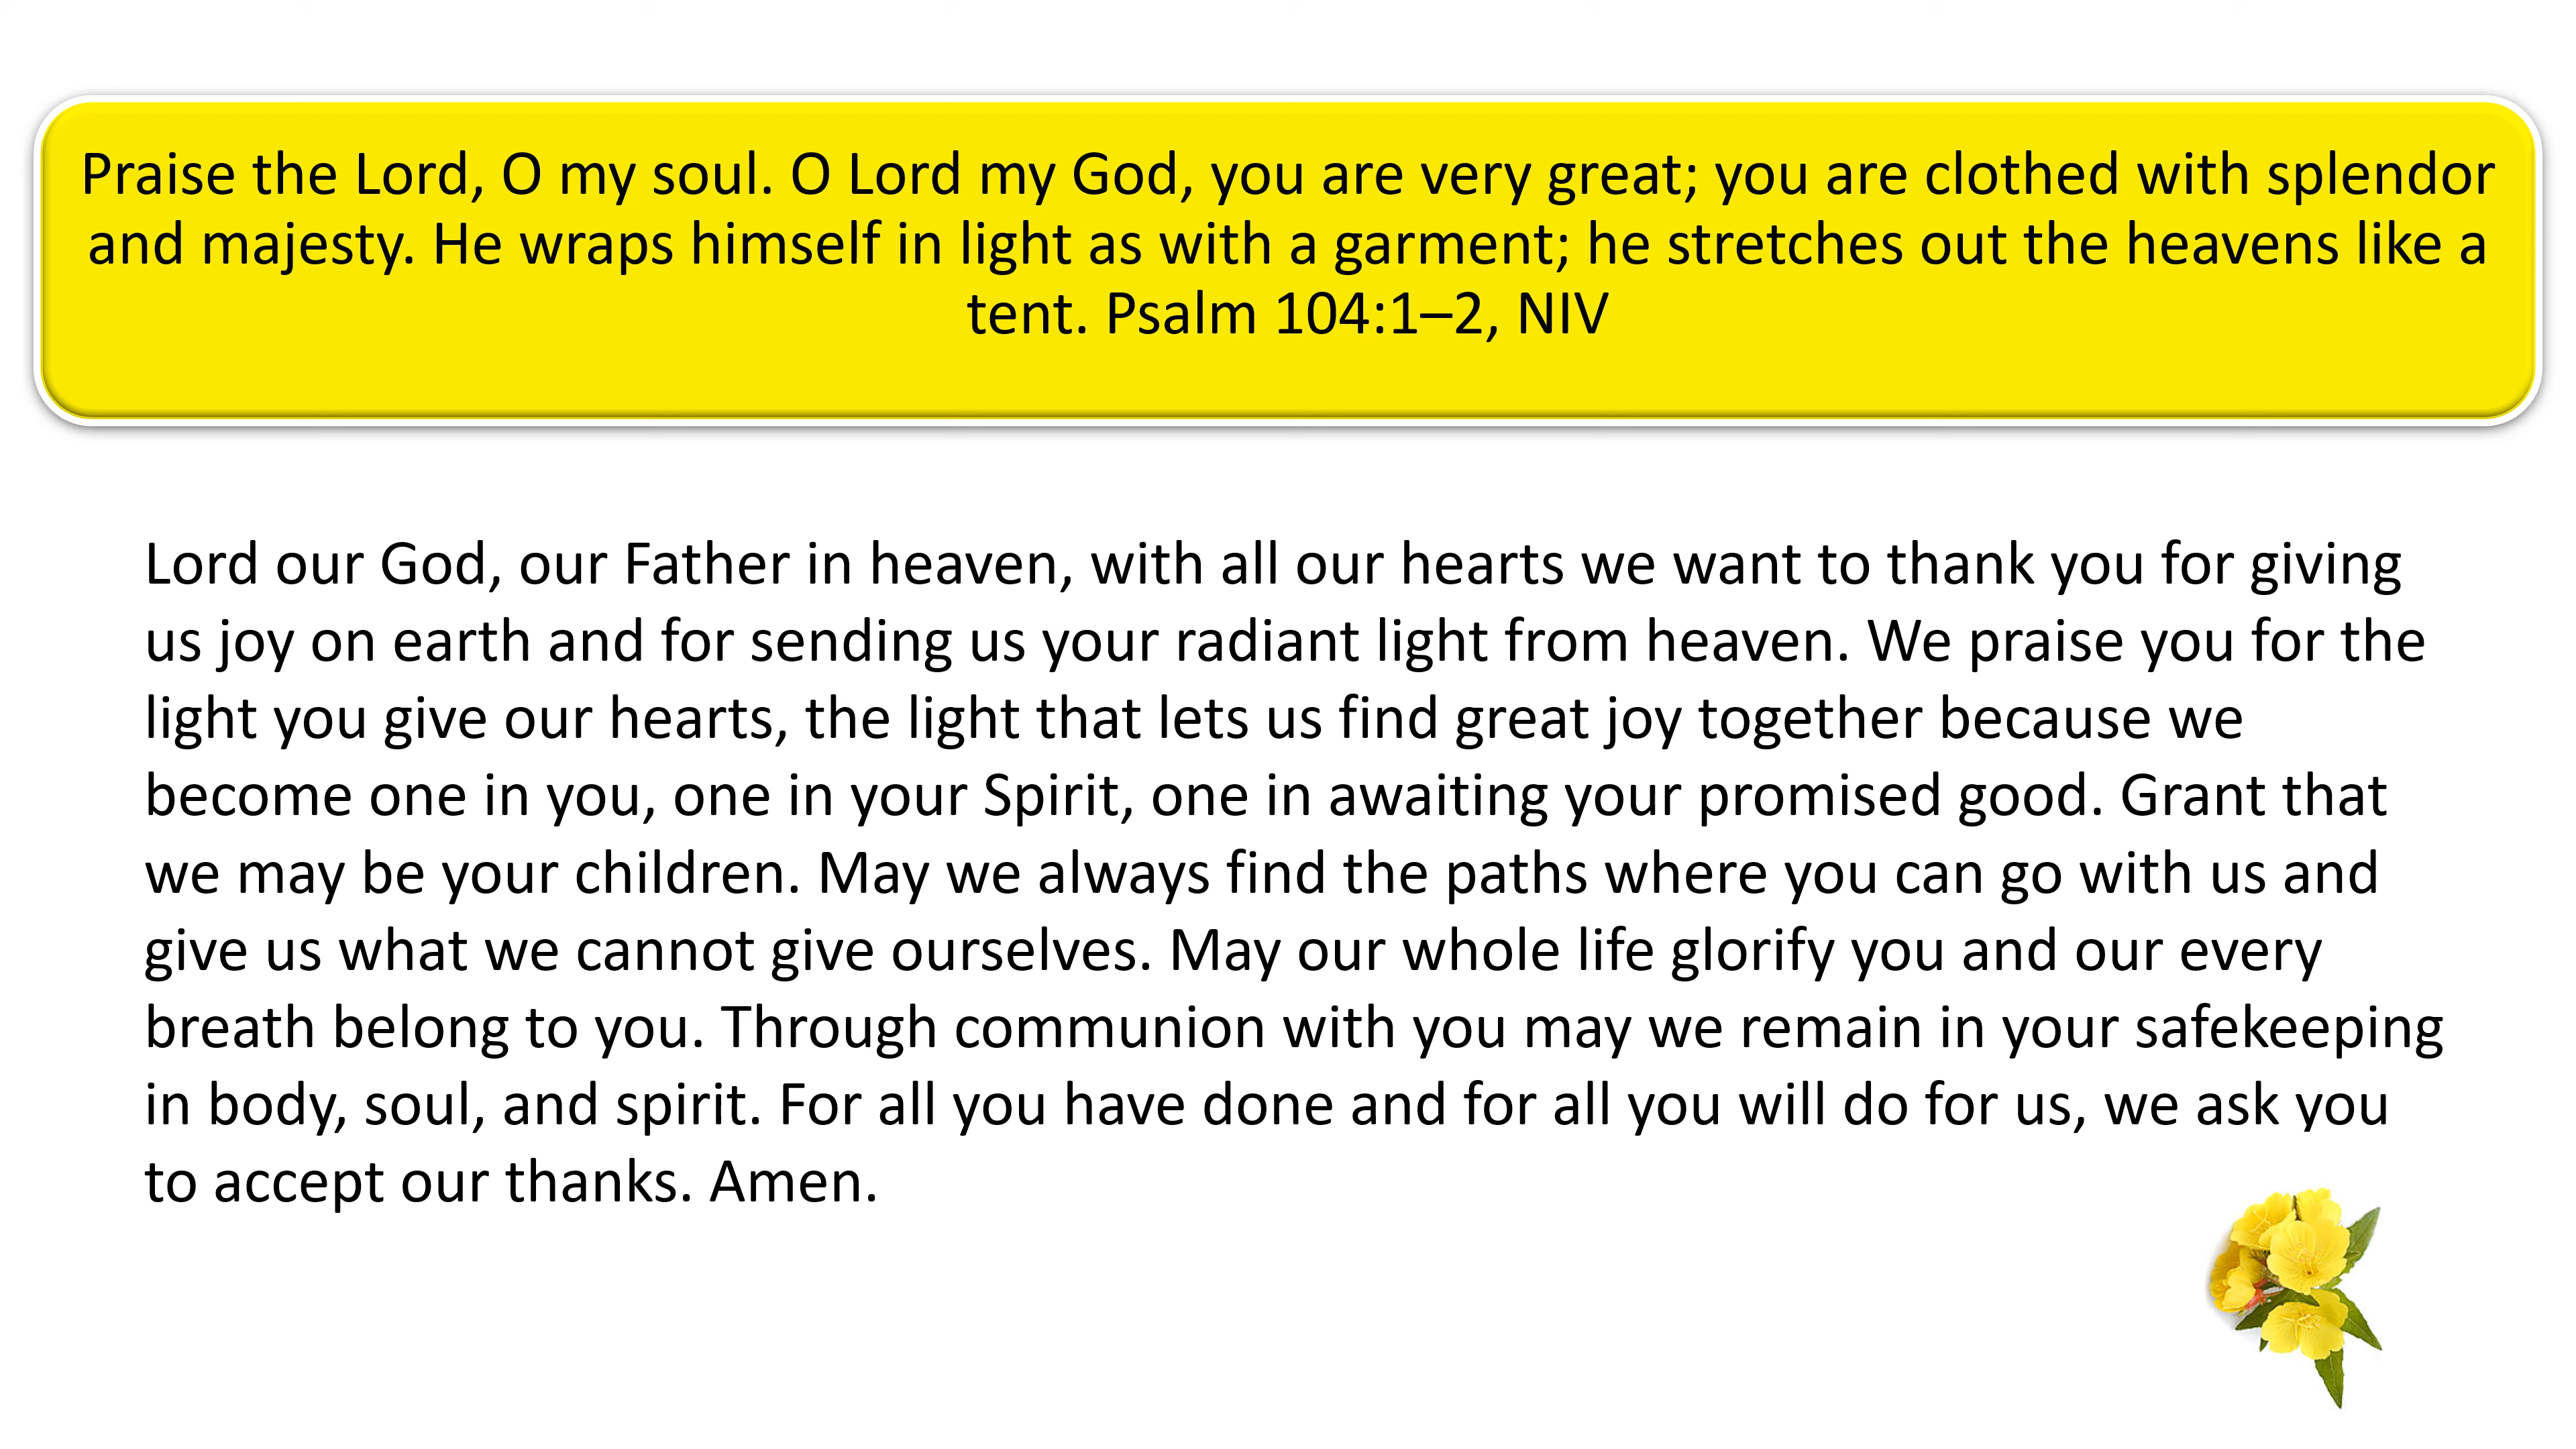 Praise the Lord, O my soul. O Lord my God, you are very great; you are clothed with splendor
and majesty. He wraps himself in light as with a garment; he stretches out the heavens like a
tent. Psalm 104:1–2, NIV
Lord our God, our Father in heaven, with all our hearts we want to thank you for giving
us joy on earth and for sending us your radiant light from heaven. We praise you for the
light you give our hearts, the light that lets us find great joy together because we
become one in you, one in your Spirit, one in awaiting your promised good. Grant that
we may be your children. May we always find the paths where you can go with us and
give us what we cannot give ourselves. May our whole life glorify you and our every
breath belong to you. Through communion with you may we remain in your safekeeping
in body, soul, and spirit. For all you have done and for all you will do for us, we ask you
to accept our thanks. Amen.